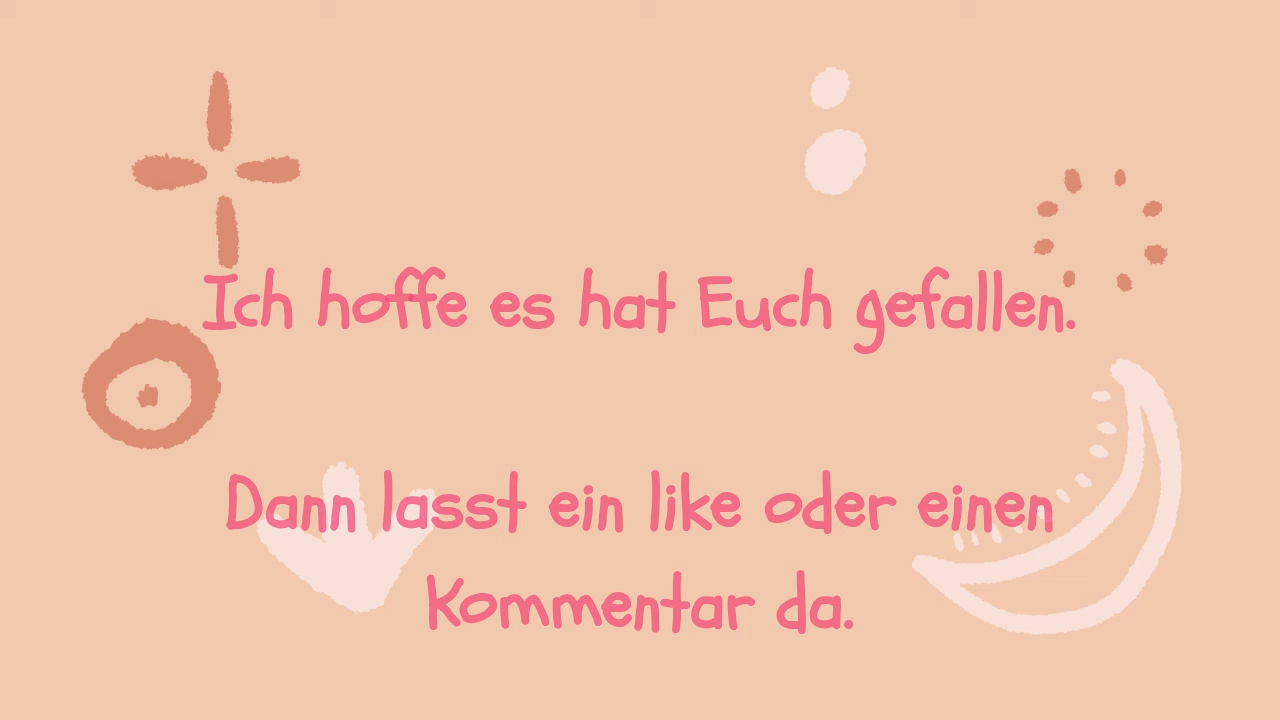 Ich hoffe es hat Euch gefallen.
Dann lasst ein like oder einen
Kommentar da.